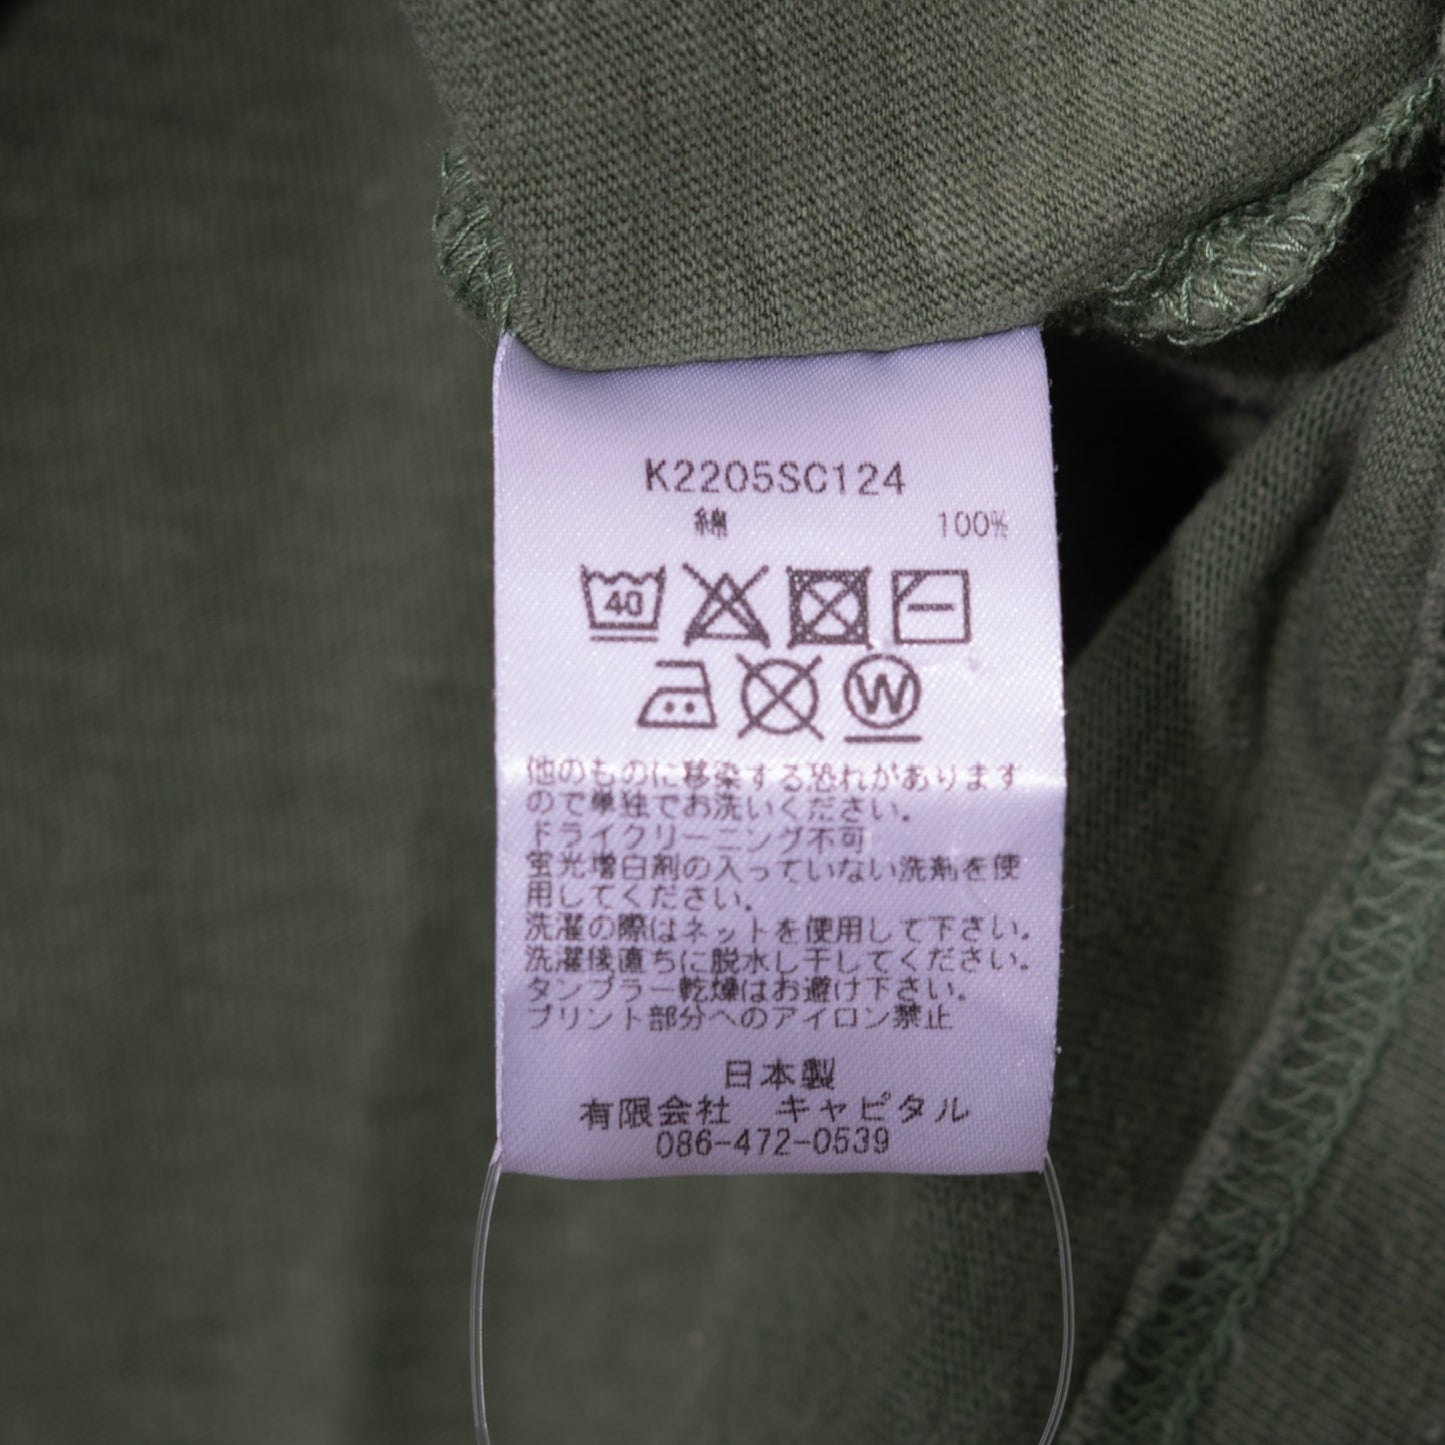 K2205SC124
綿 100%
40
W
他のものに移染する恐れがあります
ので単独でお洗いください。
ドライクリーニング不可
蛍光増白剤の入っていない洗剤を使
用してください。
洗濯の際はネットを使用して下さい。
洗濯後直ちに脱水し干してください。
タンブラー乾燥はお避け下さい。
プリント部分へのアイロン禁止
日本製
有限会社 キャピタル
086-472-0539